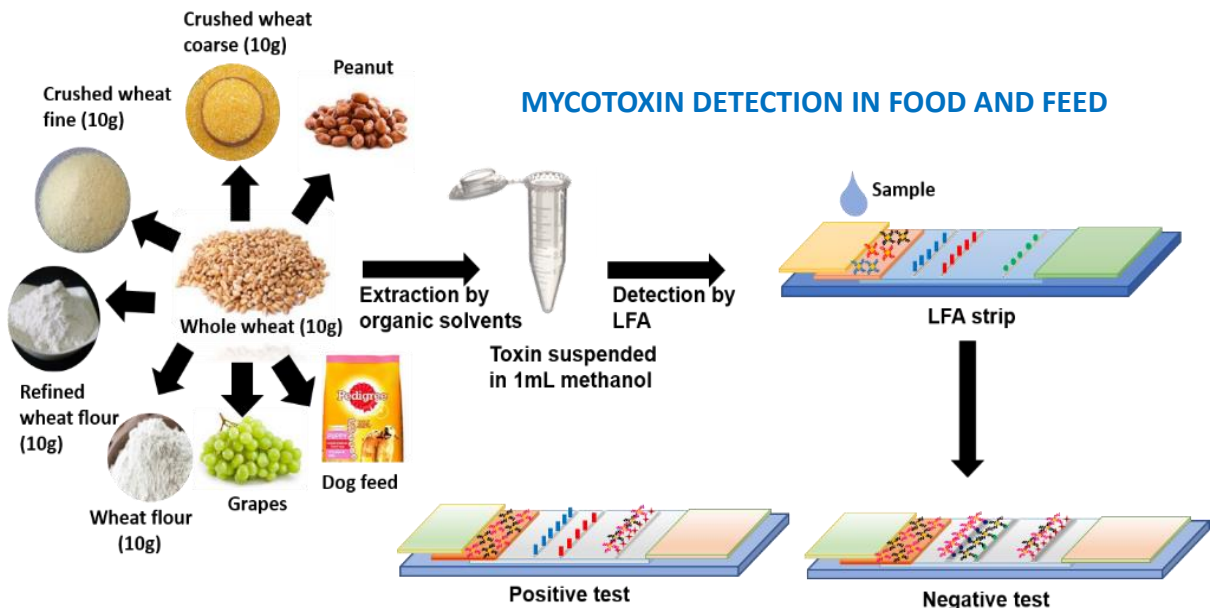 Crushed wheat
coarse (10g)
Peanut
MYCOTOXIN DETECTION IN FOOD AND FEED
Crushed wheat
fine (10g)
Sample
Whole wheat (10g)
Extraction by
organic solvents
Detection by
LFA
LFA strip
Toxin suspended
in 1mL methanol
Refined
wheat flour
(10g)
Pedigree
Wheat flour
(10g)
Grapes
Dog feed
Positive test
Negative test